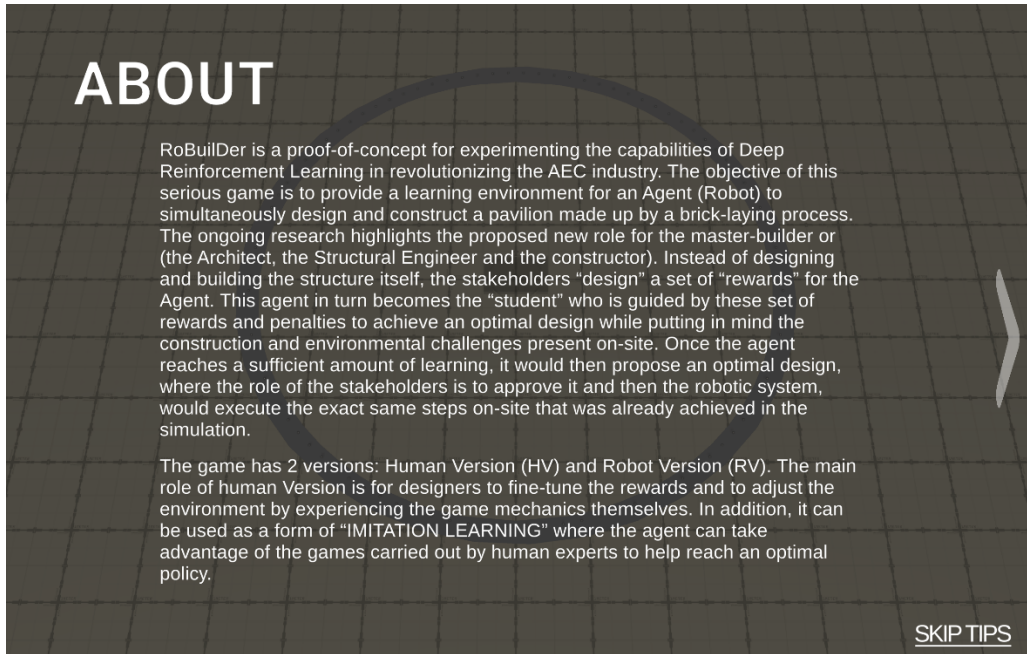 ABOUT
RoBuilDer is a proof-of-concept for experimenting the capabilities of Deep
Reinforcement Learning in revolutionizing the AEC industry. The objective of this
serious game is to provide a learning environment for an Agent (Robot) to
simultaneously design and construct a pavilion made up by a brick-laying process.
The ongoing research highlights the proposed new role for the master-builder or
(the Architect, the Structural Engineer and the constructor). Instead of designing
and building the structure itself, the stakeholders “design” a set of “rewards” for the
Agent. This agent in turn becomes the “student” who is guided by these set of
rewards and penalties to achieve an optimal design while putting in mind the
construction and environmental challenges present on-site. Once the agent
reaches a sufficient amount of learning, it would then propose an optimal design,
where the role of the stakeholders is to approve it and then the robotic system,
would execute the exact same steps on-site that was already achieved in the
simulation.
The game has 2 versions: Human Version (HV) and Robot Version (RV). The main
role of human Version is for designers to fine-tune the rewards and to adjust the
environment by experiencing the game mechanics themselves. In addition, it can
be used as a form of “IMITATION LEARNING” where the agent can take
advantage of the games carried out by human experts to help reach an optimal
policy.
SKIP TIPS